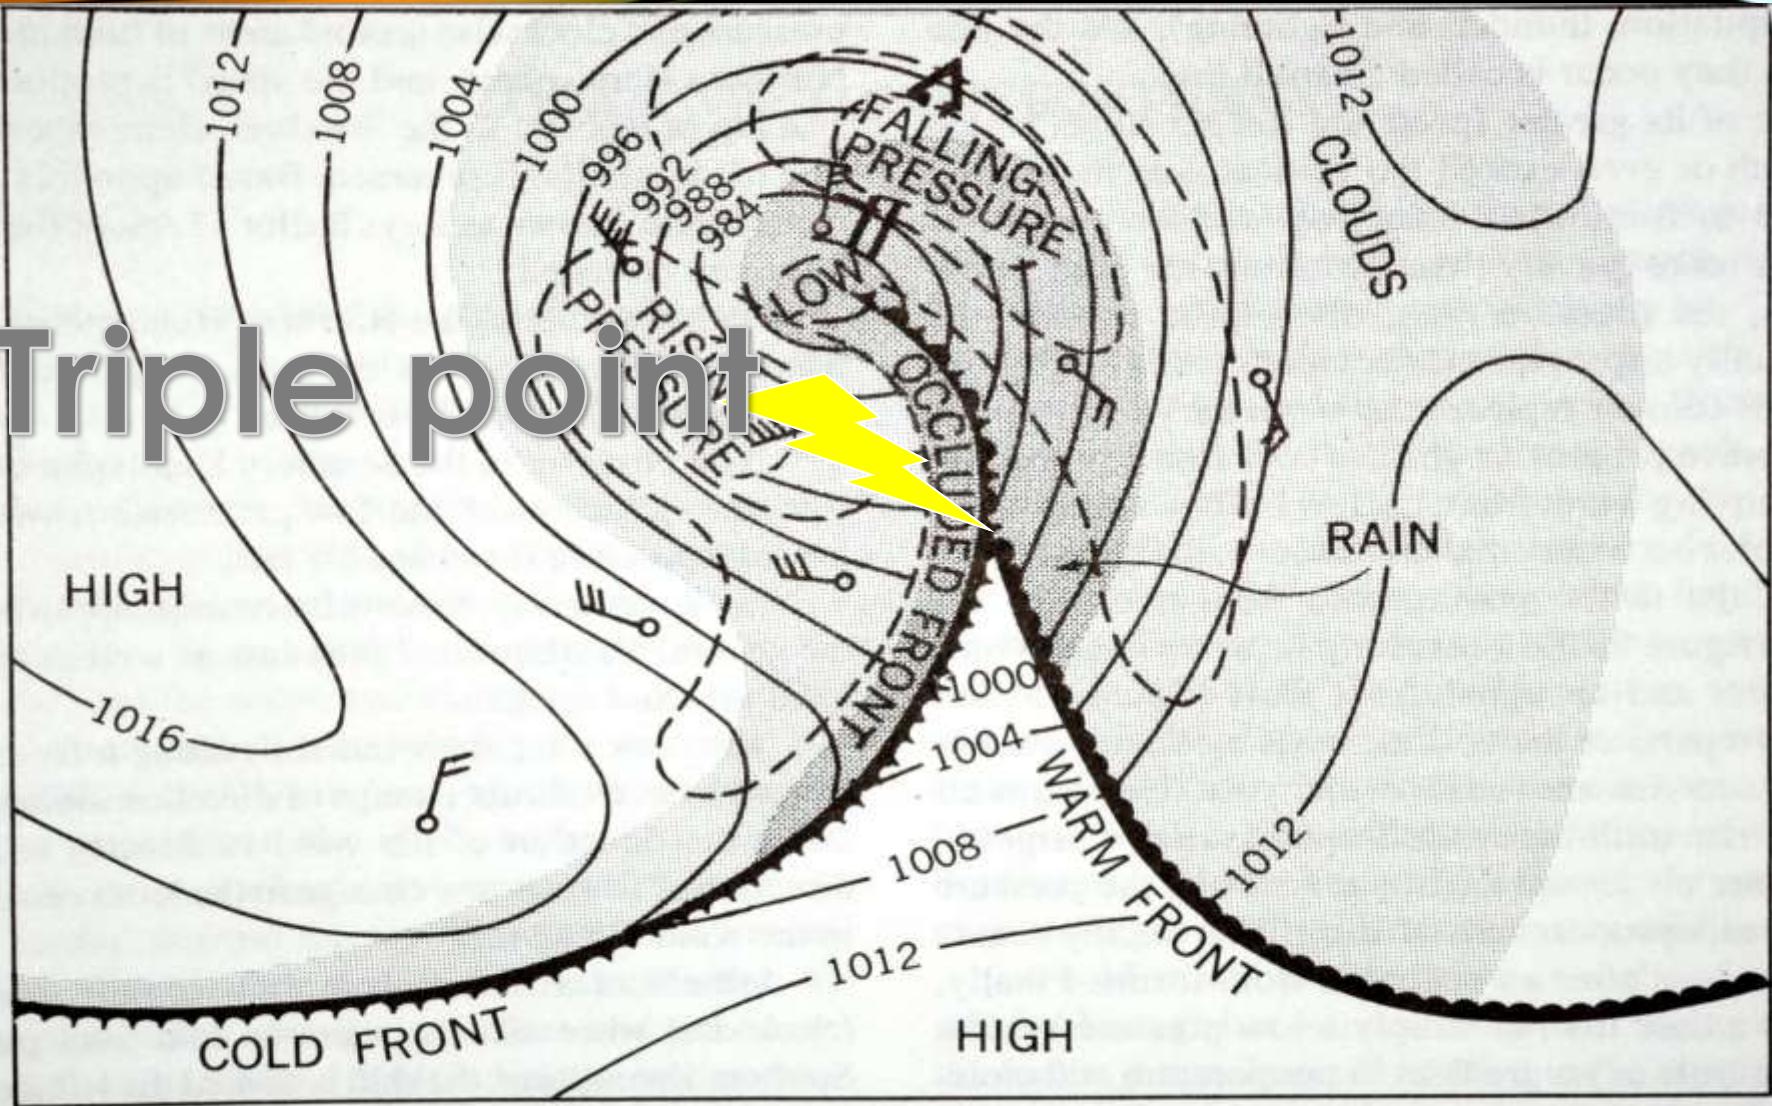 1012
1008
1004
1000
996
992
988
984
A
FALLING
PRESSURE
LOW
1012
CLOUDS
RISING
PRESSURE
Triple point
OCCLUDED FRONT
RAIN
HIGH
1016
1000
1004
1008
1012
WARM FRONT
1012
COLD FRONT
HIGH